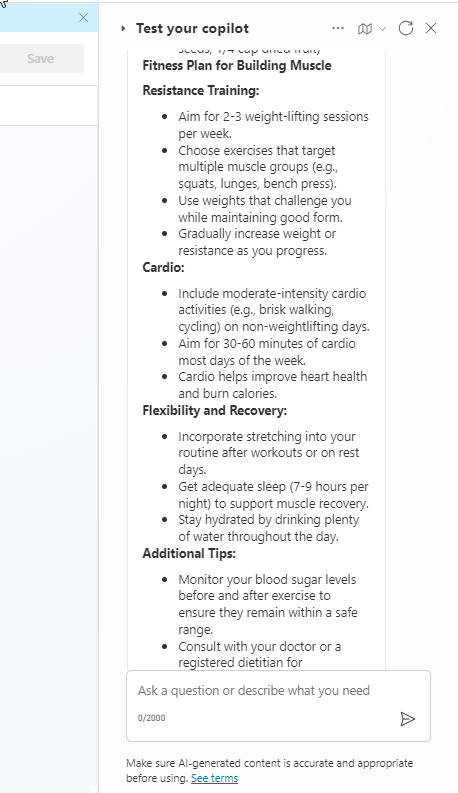 Test your copilot
Save
seeds, 1/4 cup dried fruit)
Fitness Plan for Building Muscle
Resistance Training:
Aim for 2-3 weight-lifting sessions
per week.
Choose exercises that target
multiple muscle groups (e.g.,
squats, lunges, bench press).
Use weights that challenge you
while maintaining good form.
Gradually increase weight or
resistance as you progress.
Cardio:
Include moderate-intensity cardio
activities (e.g., brisk walking,
cycling) on non-weightlifting days.
Aim for 30-60 minutes of cardio
most days of the week.
Cardio helps improve heart health
and burn calories.
Flexibility and Recovery:
Incorporate stretching into your
routine after workouts or on rest
days.
Get adequate sleep (7-9 hours per
night) to support muscle recovery.
Stay hydrated by drinking plenty
of water throughout the day.
Additional Tips:
Monitor your blood sugar levels
before and after exercise to
ensure they remain within a safe
range.
Consult with your doctor or a
registered dietitian for
Ask a question or describe what you need
0/2000
Make sure AI-generated content is accurate and appropriate
before using. See terms